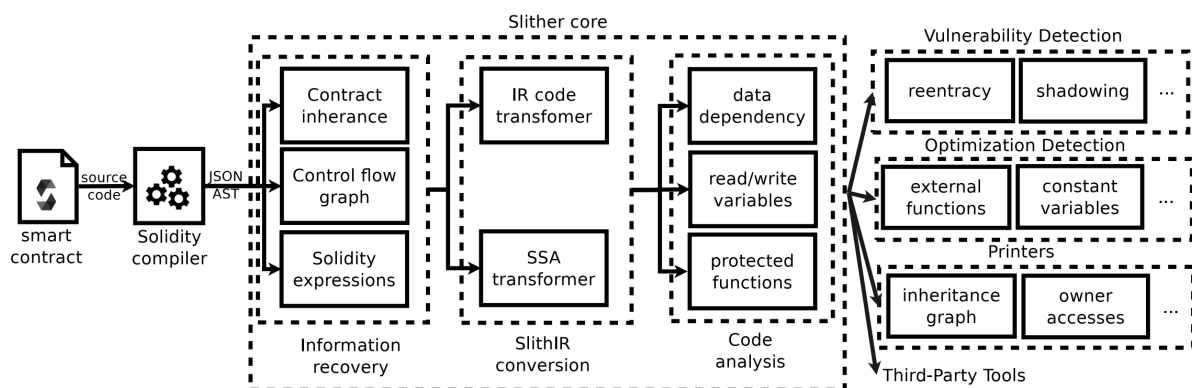 Slither core
Vulnerability Detection
reentracy
shadowing
...
Contract
inherance
IR code
transfomer
data
dependency
Optimization Detection
source
code
JSON
AST
Control flow
graph
read/write
variables
external
functions
constant
variables
...
smart
contract
Solidity
compiler
Solidity
expressions
SSA
transformer
protected
functions
Printers
inheritance
graph
owner
accesses
...
Information
recovery
SlithIR
conversion
Code
analysis
Third-Party Tools